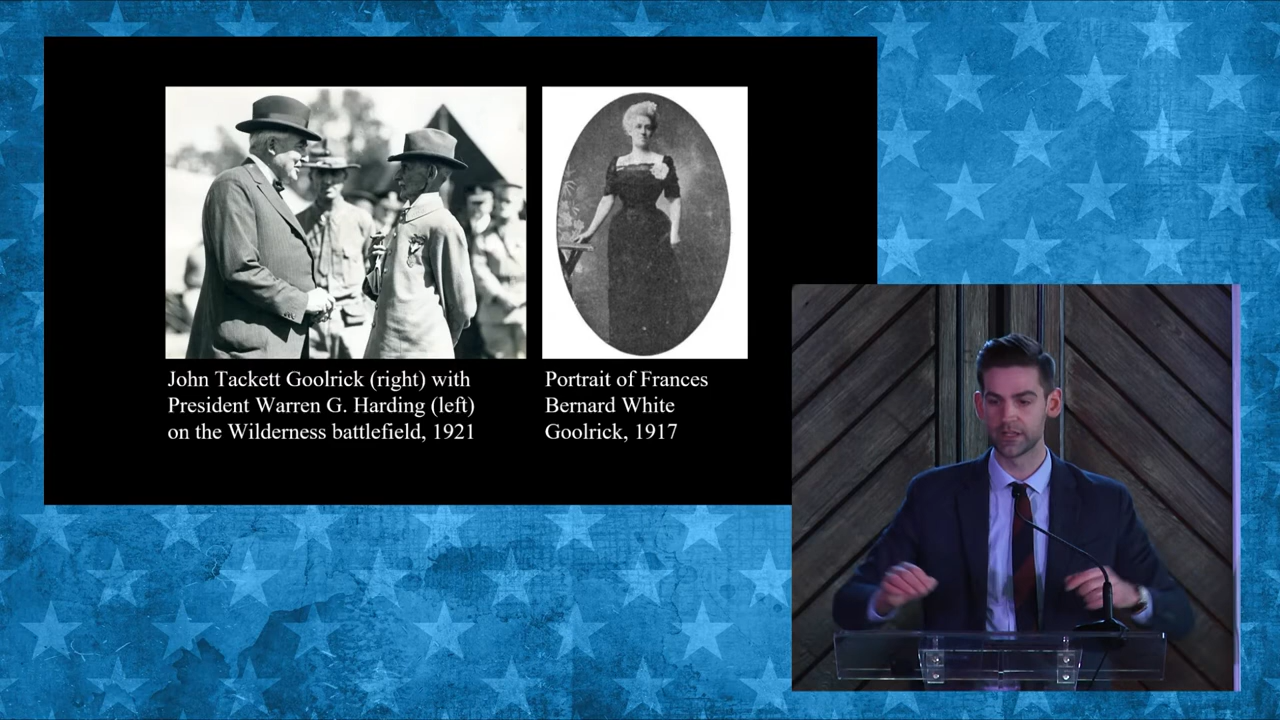 John Tackett Goolrick (right) with
President Warren G. Harding (left)
on the Wilderness battlefield, 1921
Portrait of Frances
Bernard White
Goolrick, 1917